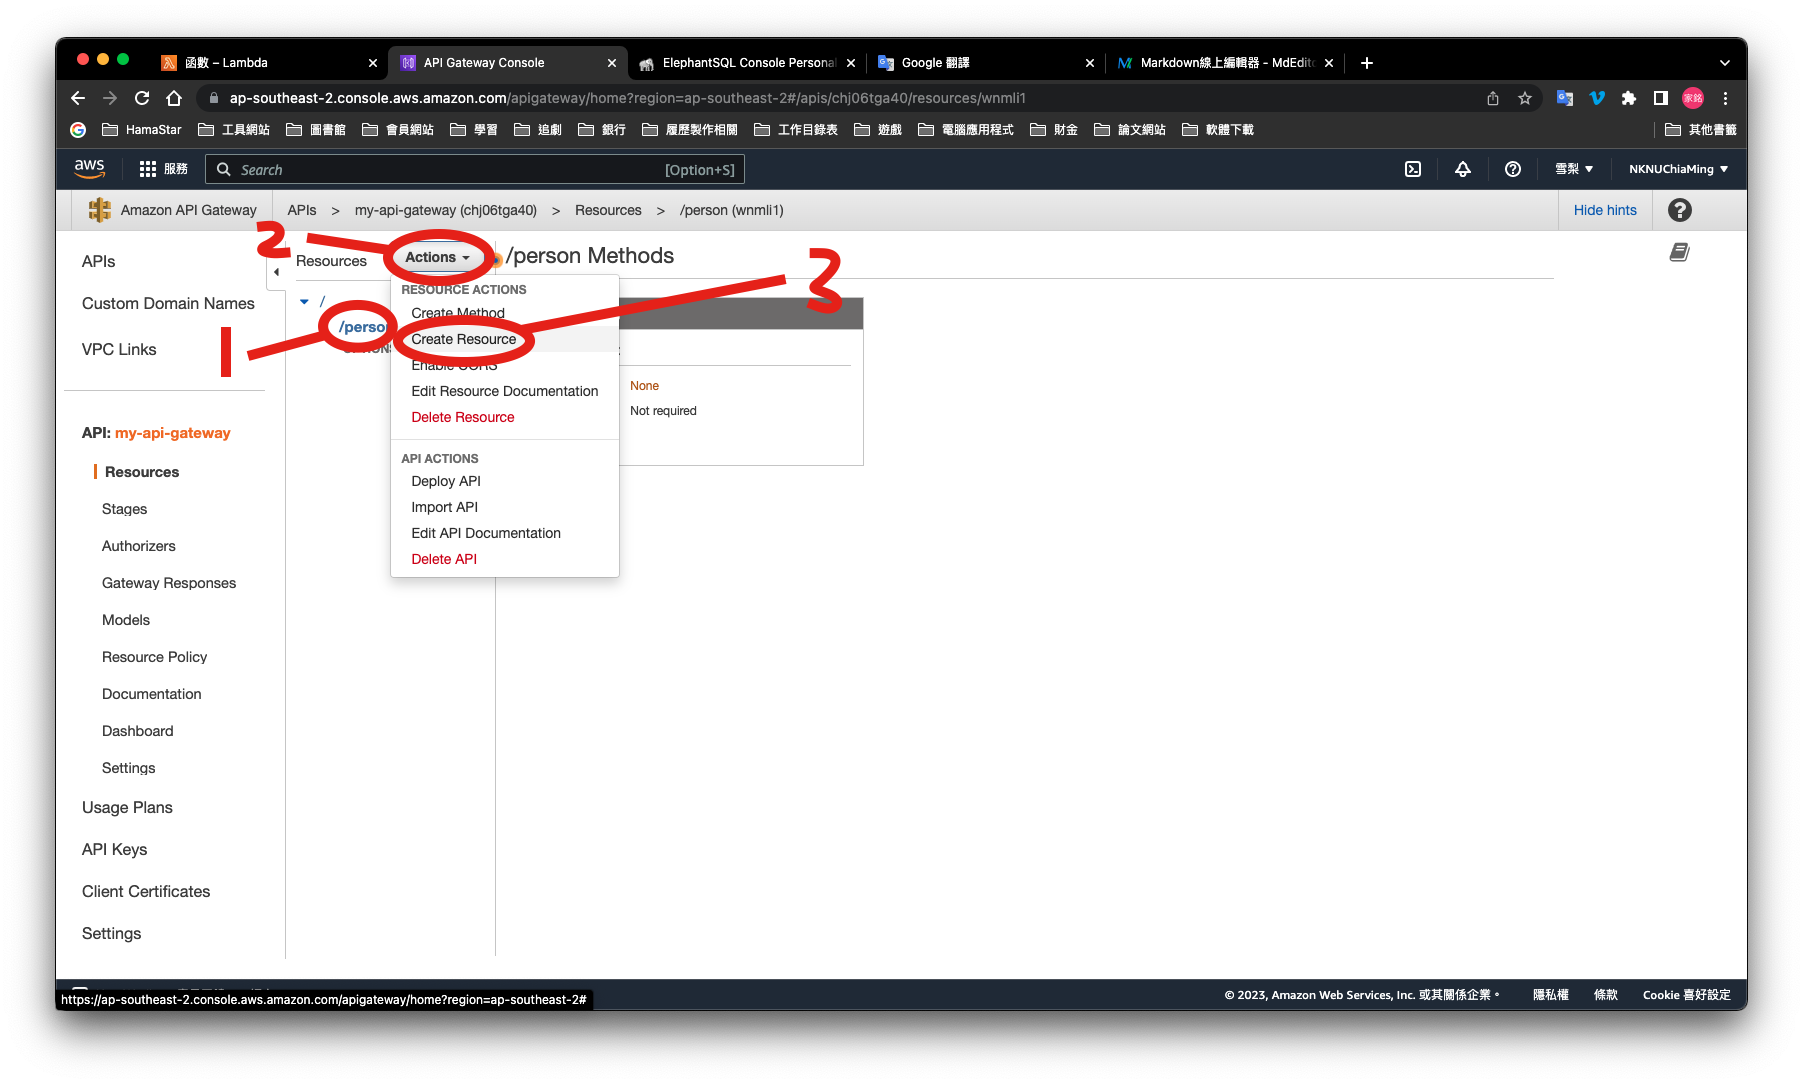 函數 – Lambda
API Gateway Console
ElephantSQL Console Personal
Google 翻譯
Markdown線上編輯器 - MdEdito
ap-southeast-2.console.aws.amazon.com/apigateway/home?region=ap-southeast-2#/apis/chj06tga40/resources/wnmli1
家銘
HamaStar 工具網站 圖書館 會員網站 學習 追劇 銀行 履歷製作相關 工作目錄表 遊戲 電腦應用程式 財金 論文網站 軟體下載 其他書籤
aws 服務 Search [Option+S] 雪梨 NKNUChiaMing
Amazon API Gateway APIs > my-api-gateway (chj06tga40) > Resources > /person (wnmli1) Hide hints
2
3
1
APIs
Custom Domain Names
VPC Links
API: my-api-gateway
Resources
Stages
Authorizers
Gateway Responses
Models
Resource Policy
Documentation
Dashboard
Settings
Usage Plans
API Keys
Client Certificates
Settings
Resources
Actions
/person Methods
/
/person
RESOURCE ACTIONS
Create Method
Create Resource
Enable CORS
Edit Resource Documentation
Delete Resource
API ACTIONS
Deploy API
Import API
Edit API Documentation
Delete API
None
Not required
https://ap-southeast-2.console.aws.amazon.com/apigateway/home?region=ap-southeast-2#
© 2023, Amazon Web Services, Inc. 或其關係企業。 隱私權 條款 Cookie 喜好設定